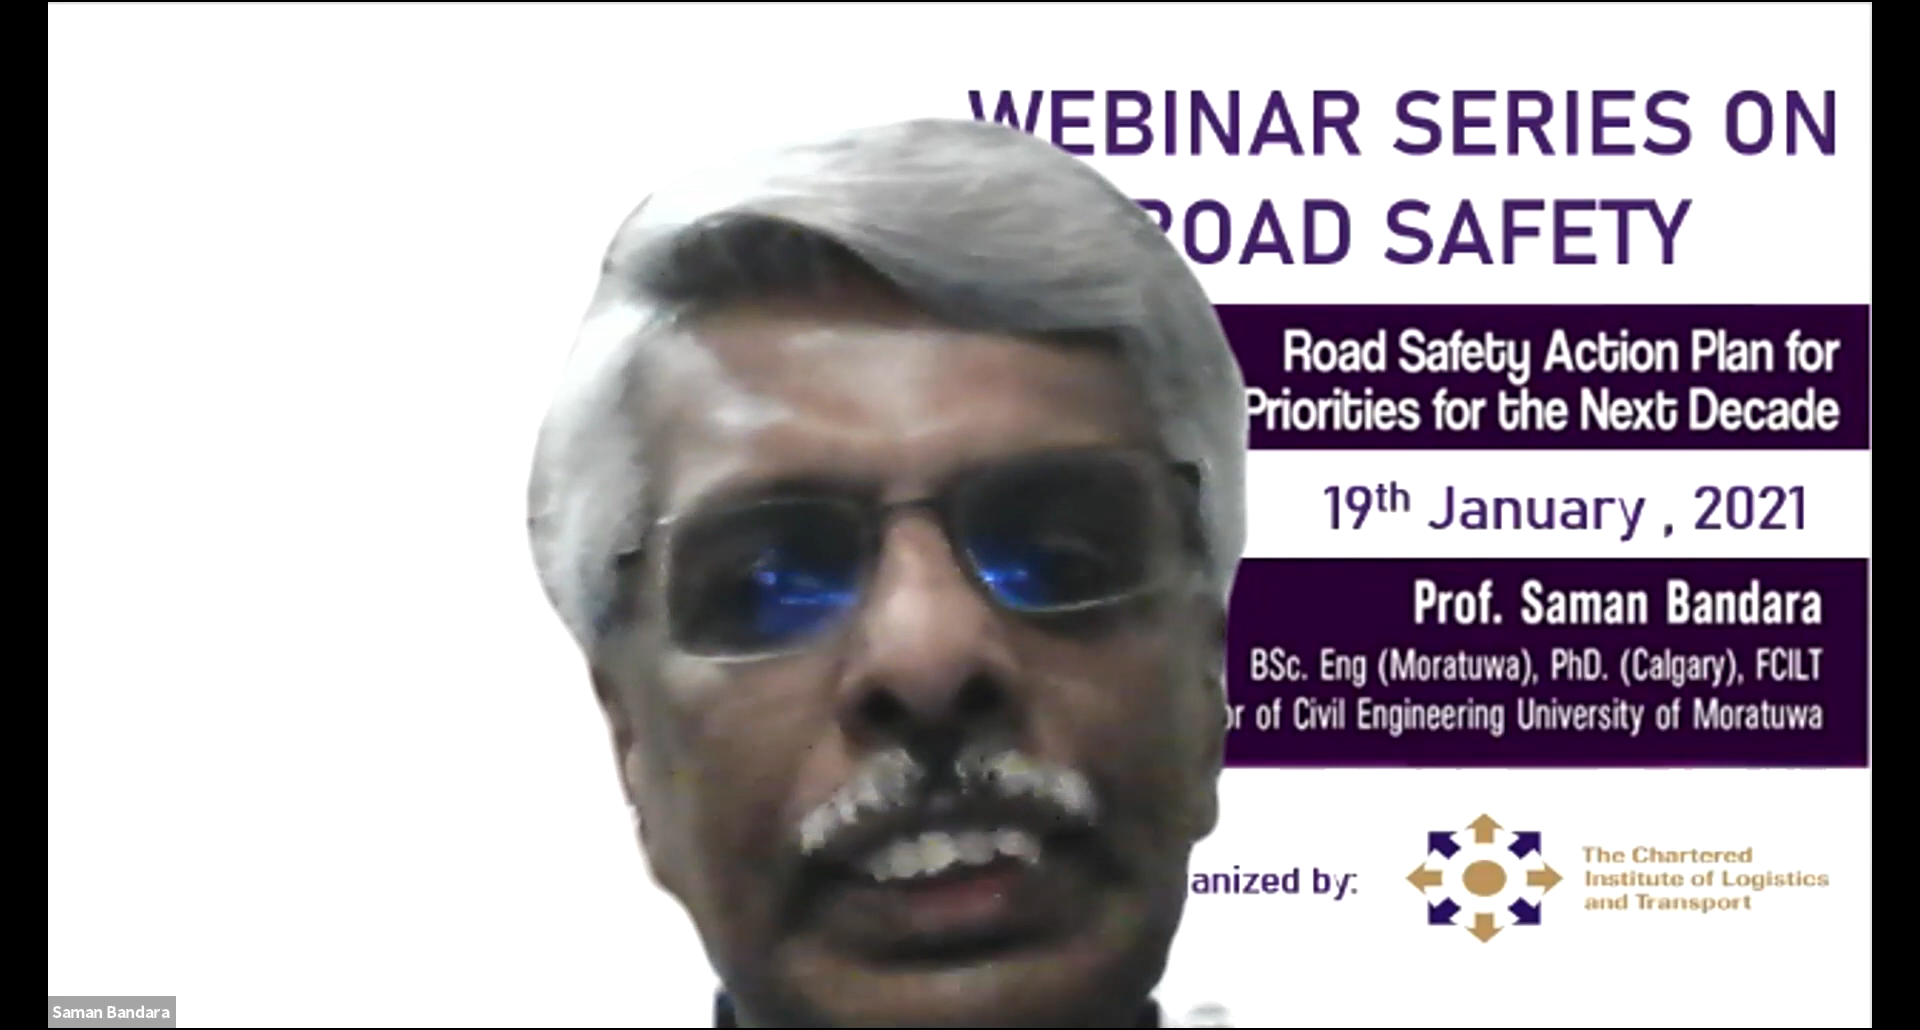 WEBINAR SERIES ON
ROAD SAFETY
Road Safety Action Plan for
Priorities for the Next Decade
19th January , 2021
Prof. Saman Bandara
BSc. Eng (Moratuwa), PhD. (Calgary), FCILT
of Civil Engineering University of Moratuwa
anized by:
The Chartered
Institute of Logistics
and Transport
Saman Bandara